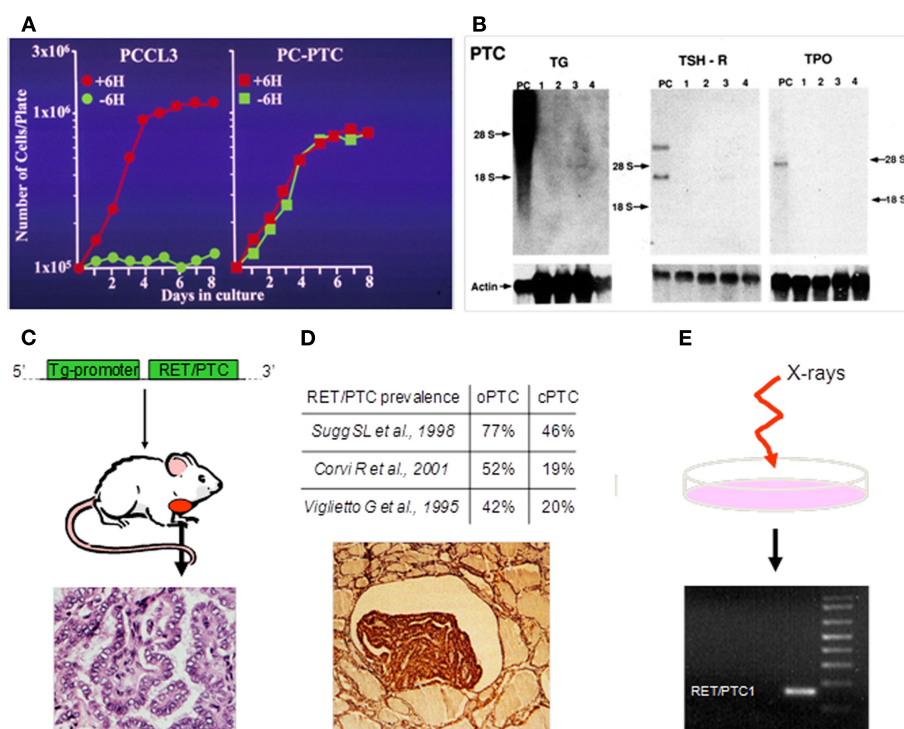 A
PCCL3
PC-PTC
+6H
-6H
+6H
-6H
3x10⁶
1x10⁶
1x10⁵
Number of Cells/Plate
2 4 6 8
2 4 6 8
Days in culture
B
PTC
TG
TSH - R
TPO
PC 1 2 3 4
PC 1 2 3 4
PC 1 2 3 4
28 S
18 S
28 S
18 S
28 S
18 S
Actin
C
5’ Tg-promoter RET/PTC 3’
D
RET/PTC prevalence oPTC cPTC
Sugg SL et al., 1998 77% 46%
Corvi R et al., 2001 52% 19%
Viglietto G et al. 1995 42% 20%
E
X-rays
RET/PTC1